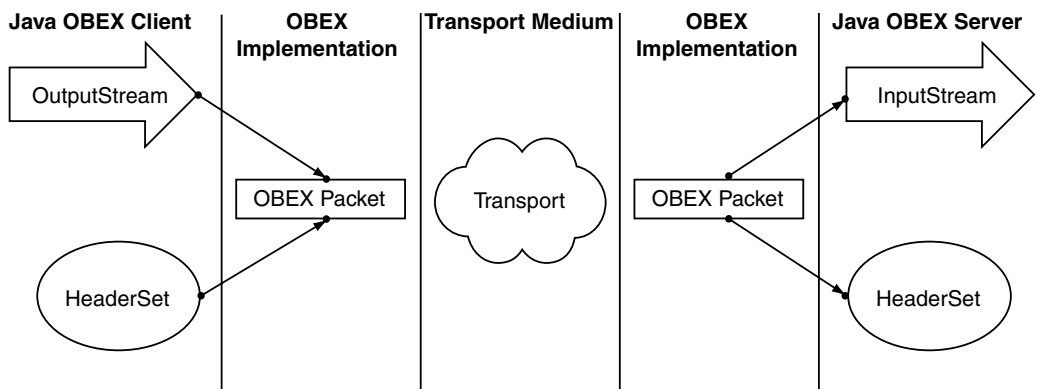 Java OBEX Client
OBEX
Implementation
Transport Medium
OBEX
Implementation
Java OBEX Server
OutputStream
InputStream
OBEX Packet
Transport
OBEX Packet
HeaderSet
HeaderSet